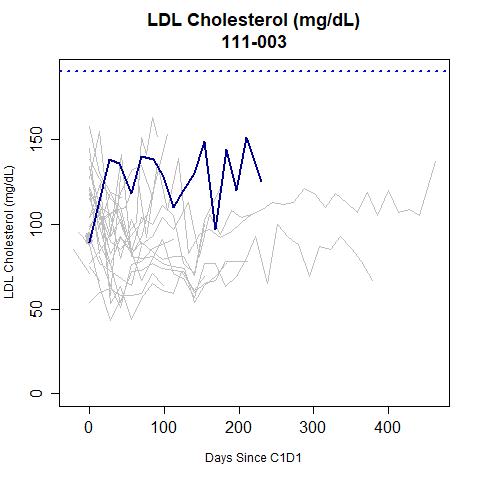 LDL Cholesterol (mg/dL)
111-003
LDL Cholesterol (mg/dL)
150
100
50
0
0 100 200 300 400
Days Since C1D1